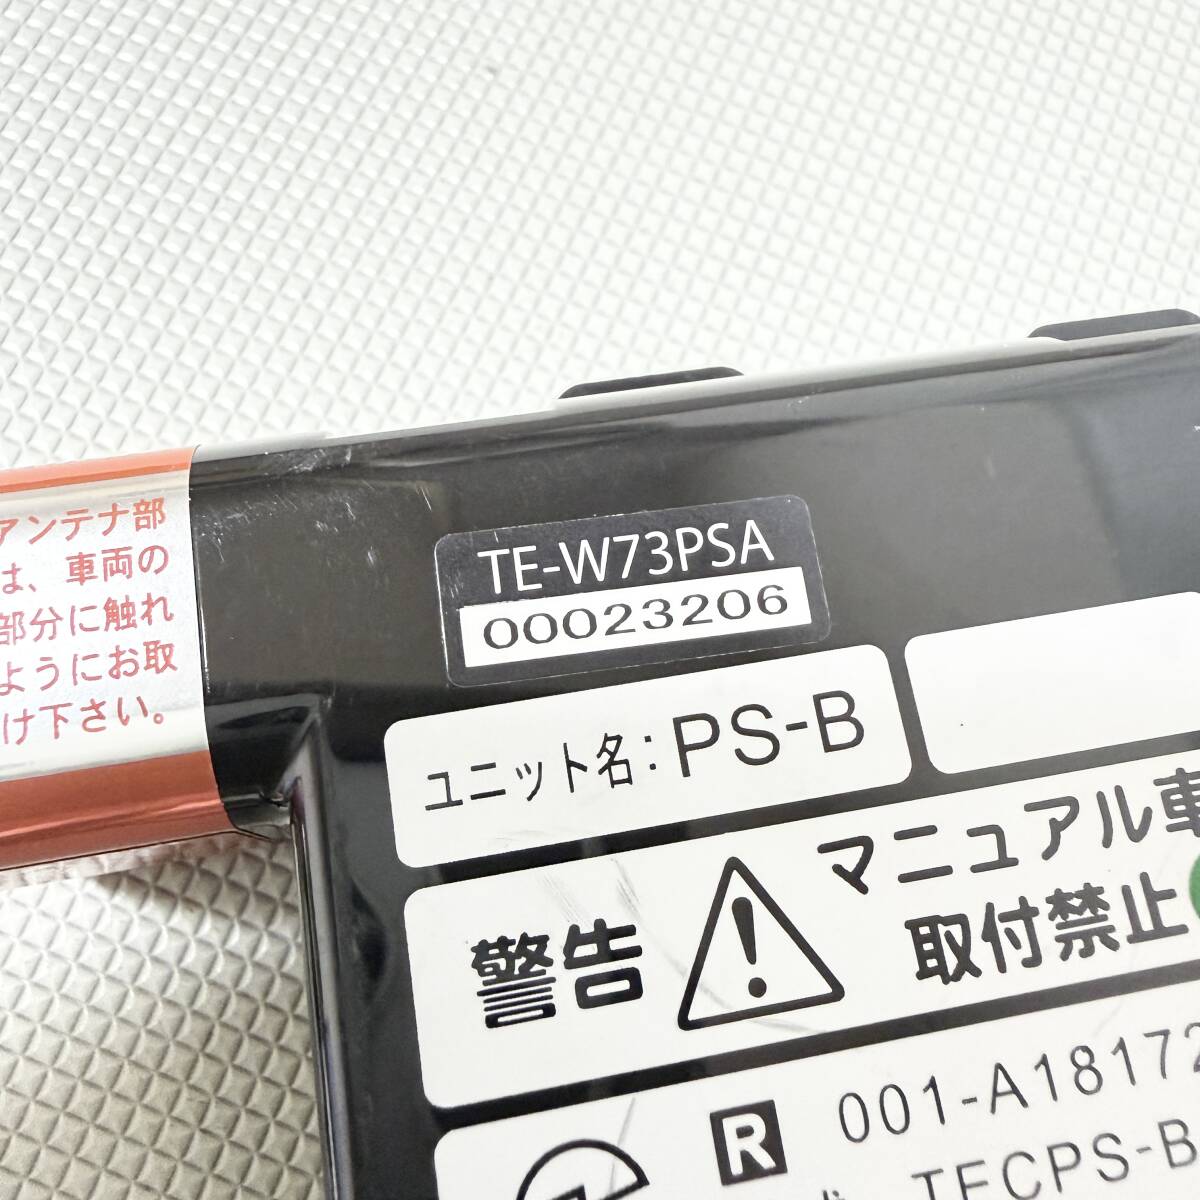 アンテナ部
は、車両の
部分に触れ
ようにお取
け下さい。
TE-W73PSA
00023206
ユニット名：PS-B
警告
マニュアル車
取付禁止
R 001-A18172
TECPS-B